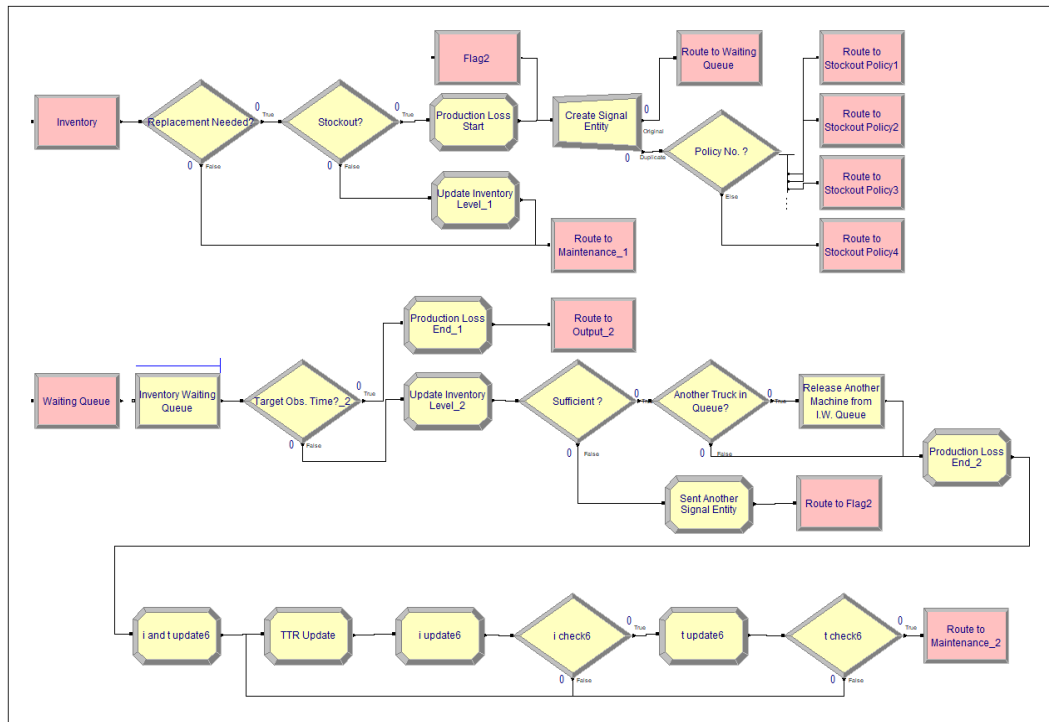 Flag2
Route to Waiting
Queue
Route to
Stockout Policy1
Inventory
Replacement Needed?
0
True
0
False
Stockout?
0
True
0
False
Production Loss
Start
Create Signal
Entity
0
Original
0
Duplicate
Policy No. ?
Else
Route to
Stockout Policy2
Route to
Stockout Policy3
Route to
Stockout Policy4
Update Inventory
Level_1
Route to
Maintenance_1
Production Loss
End_1
Route to
Output_2
Waiting Queue
Inventory Waiting
Queue
Target Obs. Time?_2
0
True
0
False
Update Inventory
Level_2
Sufficient ?
0
0
False
Another Truck in
Queue?
0
True
0
False
Release Another
Machine from
I.W. Queue
Production Loss
End_2
Sent Another
Signal Entity
Route to Flag2
i and t update6
TTR Update
i update6
i check6
0
True
0
False
t update6
t check6
0
True
0
False
Route to
Maintenance_2